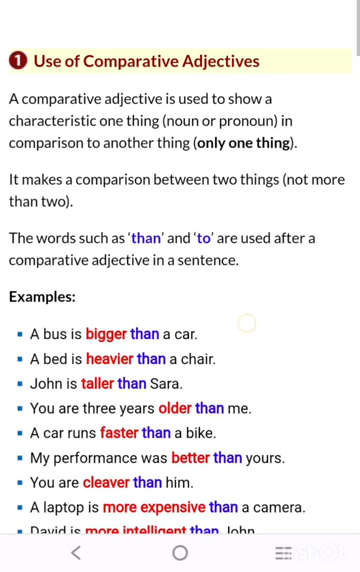 1 Use of Comparative Adjectives
A comparative adjective is used to show a
characteristic one thing (noun or pronoun) in
comparison to another thing (only one thing).
It makes a comparison between two things (not more
than two).
The words such as ‘than’ and ‘to’ are used after a
comparative adjective in a sentence.
Examples:
A bus is bigger than a car.
A bed is heavier than a chair.
John is taller than Sara.
You are three years older than me.
A car runs faster than a bike.
My performance was better than yours.
You are cleaver than him.
A laptop is more expensive than a camera.
David is more intelligent than John.